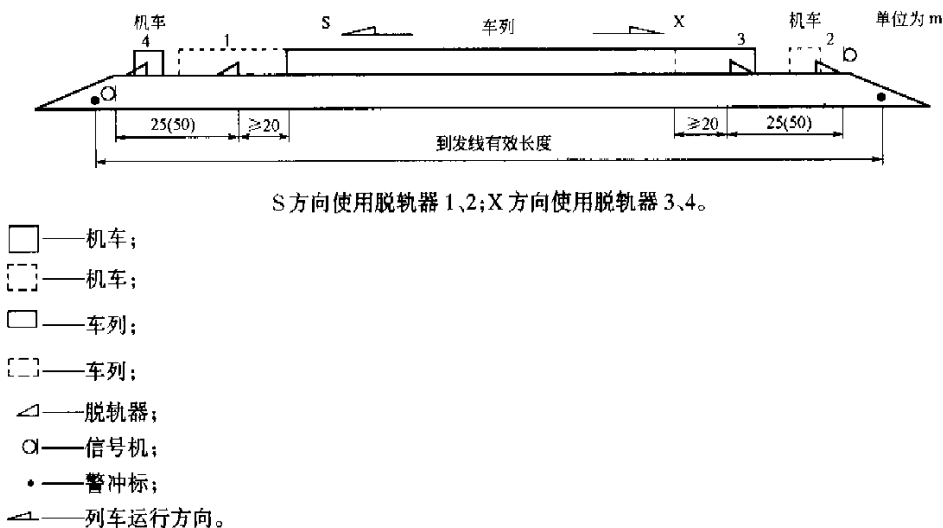 机车 S 车列 X 机车 单位为 m
4 1 3 2
25(50) ≥20 ≥20 25(50)
到发线有效长度
S方向使用脱轨器 1、2;X方向使用脱轨器 3、4。
——机车;
——机车;
——车列;
——车列;
——脱轨器;
——信号机;
——警冲标;
——列车运行方向。